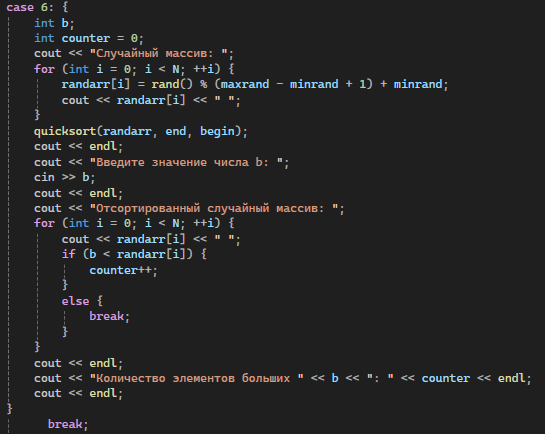 case 6: {
int b;
int counter = 0;
cout << "Случайный массив: ";
for (int i = 0; i < N; ++i) {
randarr[i] = rand() % (maxrand - minrand + 1) + minrand;
cout << randarr[i] << " ";
}
quicksort(randarr, end, begin);
cout << endl;
cout << "Введите значение числа b: ";
cin >> b;
cout << endl;
cout << "Отсортированный случайный массив: ";
for (int i = 0; i < N; ++i) {
cout << randarr[i] << " ";
if (b < randarr[i]) {
counter++;
}
else {
break;
}
}
cout << endl;
cout << "Количество элементов больших " << b << ": " << counter << endl;
cout << endl;
}
break;